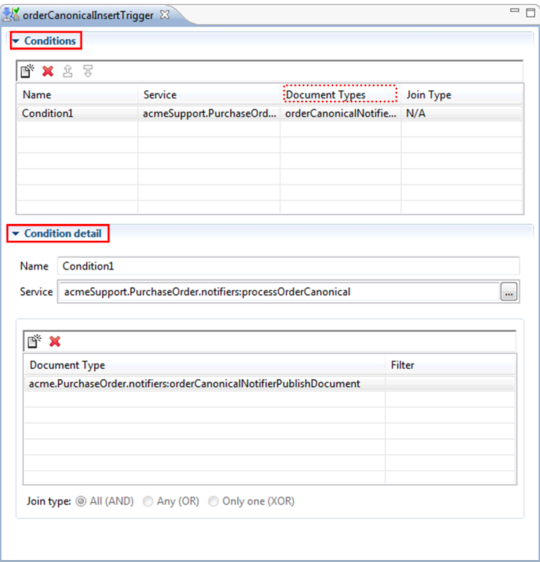 orderCanonicalInsertTrigger
Conditions
Name Service Document Types Join Type
Condition1 acmeSupport.PurchaseOrd... orderCanonicalNotifie... N/A
Condition detail
Name Condition1
Service acmeSupport.PurchaseOrder.notifiers:processOrderCanonical ...
Document Type Filter
acme.PurchaseOrder.notifiers:orderCanonicalNotifierPublishDocument
Join type: All (AND) Any (OR) Only one (XOR)